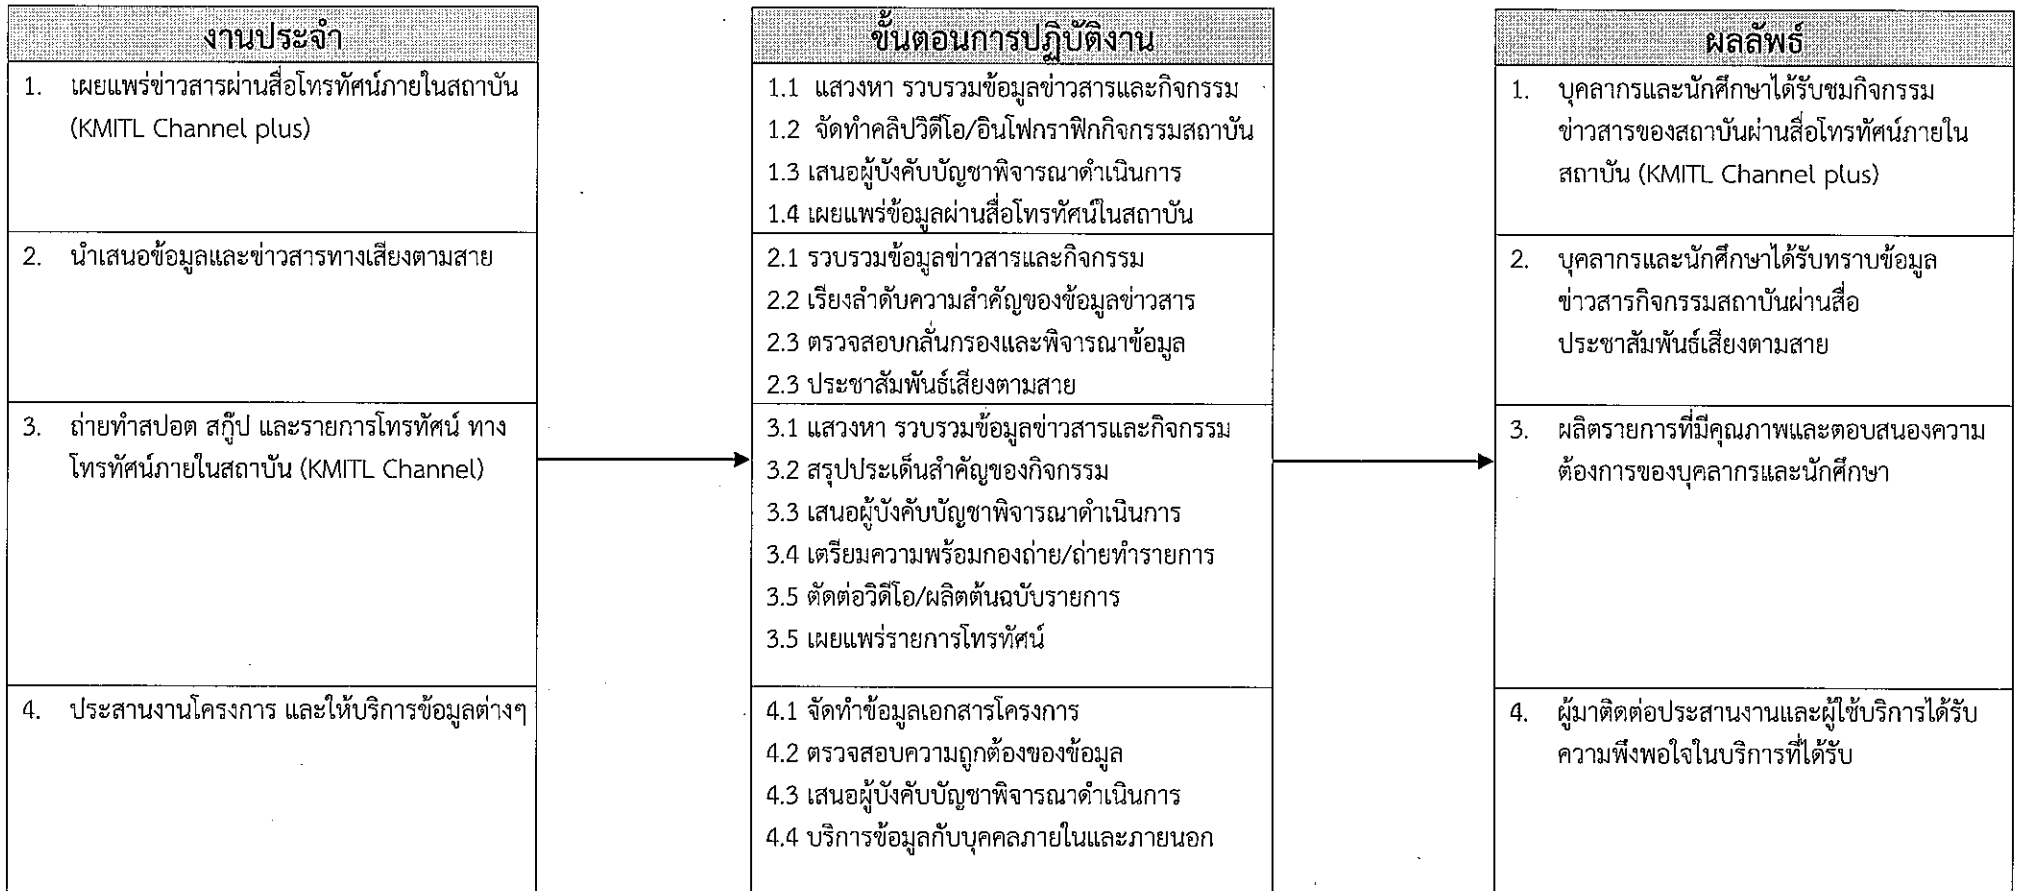 งานประจำ
1. เผยแพร่ข่าวสารผ่านสื่อโทรทัศน์ภายในสถาบัน
(KMITL Channel plus)
2. นำเสนอข้อมูลและข่าวสารทางเสียงตามสาย
3. ถ่ายทำสปอต สกู๊ป และรายการโทรทัศน์ ทาง
โทรทัศน์ภายในสถาบัน (KMITL Channel)
4. ประสานงานโครงการ และให้บริการข้อมูลต่างๆ
ขั้นตอนการปฏิบัติงาน
1.1 แสวงหา รวบรวมข้อมูลข่าวสารและกิจกรรม
1.2 จัดทำคลิปวิดีโอ/อินโฟกราฟิกกิจกรรมสถาบัน
1.3 เสนอผู้บังคับบัญชาพิจารณาดำเนินการ
1.4 เผยแพร่ข้อมูลผ่านสื่อโทรทัศน์ในสถาบัน
2.1 รวบรวมข้อมูลข่าวสารและกิจกรรม
2.2 เรียงลำดับความสำคัญของข้อมูลข่าวสาร
2.3 ตรวจสอบกลั่นกรองและพิจารณาข้อมูล
2.3 ประชาสัมพันธ์เสียงตามสาย
3.1 แสวงหา รวบรวมข้อมูลข่าวสารและกิจกรรม
3.2 สรุปประเด็นสำคัญของกิจกรรม
3.3 เสนอผู้บังคับบัญชาพิจารณาดำเนินการ
3.4 เตรียมความพร้อมกองถ่าย/ถ่ายทำรายการ
3.5 ตัดต่อวิดีโอ/ผลิตต้นฉบับรายการ
3.5 เผยแพร่รายการโทรทัศน์
4.1 จัดทำข้อมูลเอกสารโครงการ
4.2 ตรวจสอบความถูกต้องของข้อมูล
4.3 เสนอผู้บังคับบัญชาพิจารณาดำเนินการ
4.4 บริการข้อมูลกับบุคคลภายในและภายนอก
ผลลัพธ์
1. บุคลากรและนักศึกษาได้รับชมกิจกรรม
ข่าวสารของสถาบันผ่านสื่อโทรทัศน์ภายใน
สถาบัน (KMITL Channel plus)
2. บุคลากรและนักศึกษาได้รับทราบข้อมูล
ข่าวสารกิจกรรมสถาบันผ่านสื่อ
ประชาสัมพันธ์เสียงตามสาย
3. ผลิตรายการที่มีคุณภาพและตอบสนองความ
ต้องการของบุคลากรและนักศึกษา
4. ผู้มาติดต่อประสานงานและผู้ใช้บริการได้รับ
ความพึงพอใจในบริการที่ได้รับ